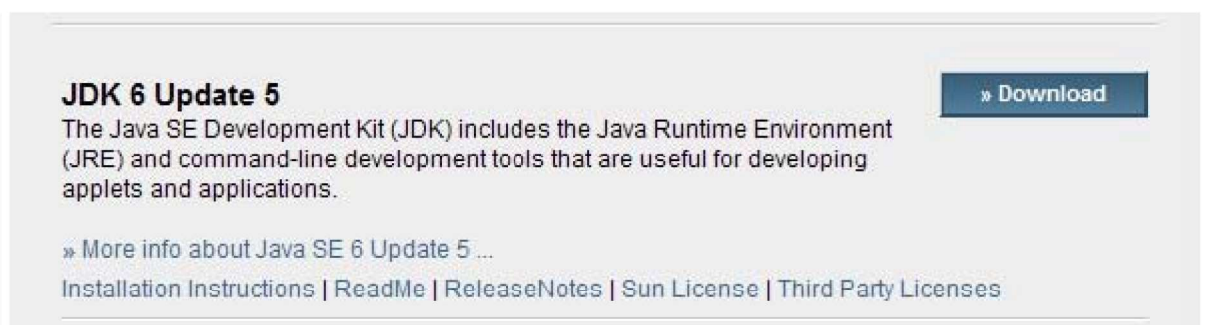 JDK 6 Update 5
» Download
The Java SE Development Kit (JDK) includes the Java Runtime Environment
(JRE) and command-line development tools that are useful for developing
applets and applications.
» More info about Java SE 6 Update 5 ...
Installation Instructions | ReadMe | ReleaseNotes | Sun License | Third Party Licenses